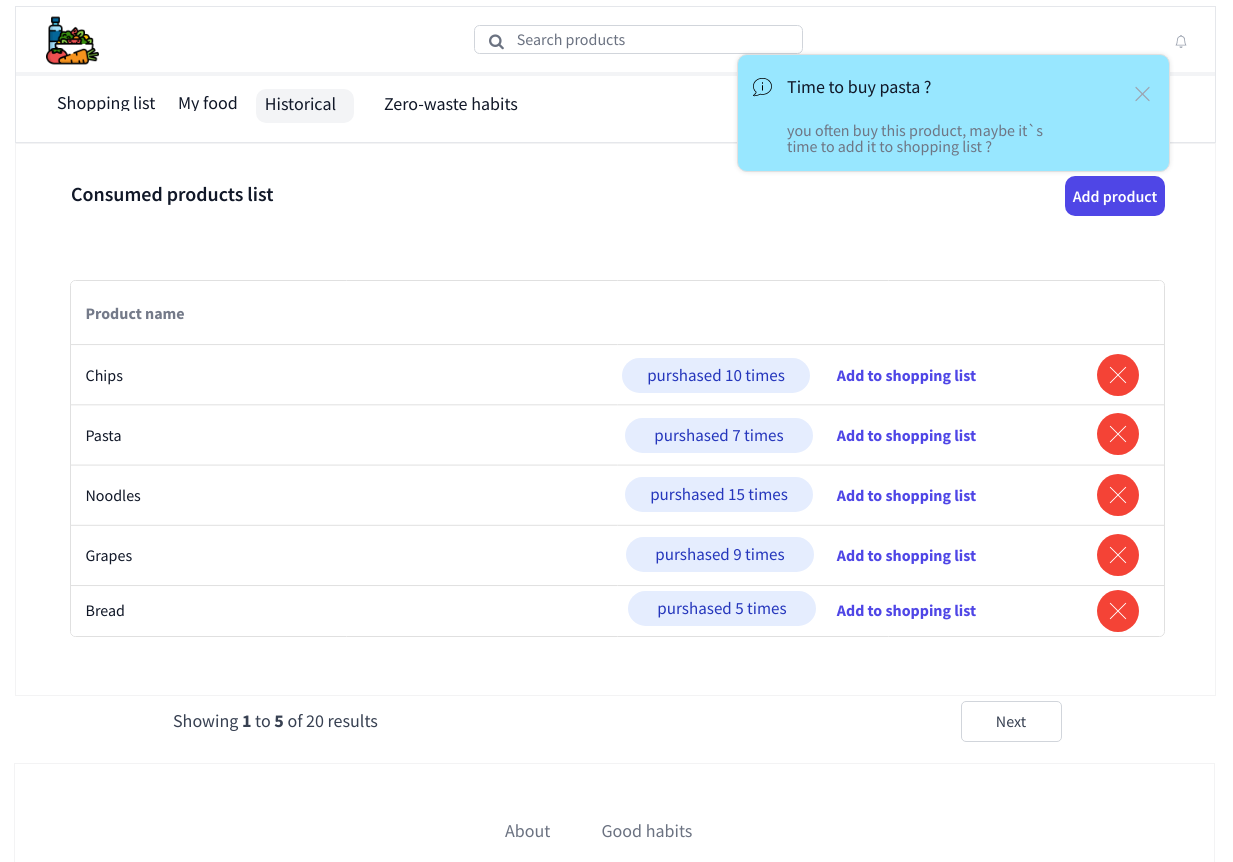 Search products
Time to buy pasta ?
you often buy this product, maybe it`s
time to add it to shopping list ?
Shopping list My food Historical Zero-waste habits
Consumed products list
Add product
Product name
Chips purshased 10 times Add to shopping list
Pasta purshased 7 times Add to shopping list
Noodles purshased 15 times Add to shopping list
Grapes purshased 9 times Add to shopping list
Bread purshased 5 times Add to shopping list
Showing 1 to 5 of 20 results Next
About Good habits